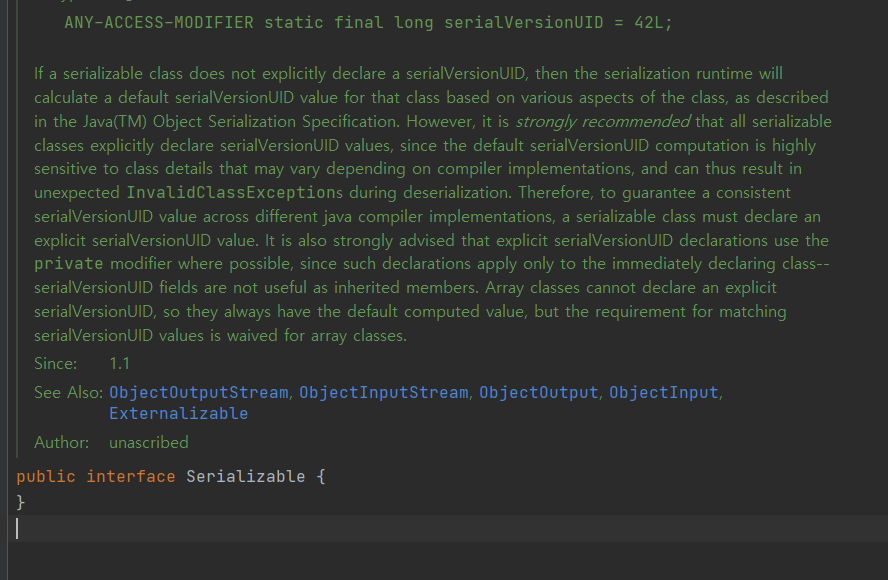 ANY-ACCESS-MODIFIER static final long serialVersionUID = 42L;
If a serializable class does not explicitly declare a serialVersionUID, then the serialization runtime will
calculate a default serialVersionUID value for that class based on various aspects of the class, as described
in the Java(TM) Object Serialization Specification. However, it is strongly recommended that all serializable
classes explicitly declare serialVersionUID values, since the default serialVersionUID computation is highly
sensitive to class details that may vary depending on compiler implementations, and can thus result in
unexpected InvalidClassExceptions during deserialization. Therefore, to guarantee a consistent
serialVersionUID value across different java compiler implementations, a serializable class must declare an
explicit serialVersionUID value. It is also strongly advised that explicit serialVersionUID declarations use the
private modifier where possible, since such declarations apply only to the immediately declaring class--
serialVersionUID fields are not useful as inherited members. Array classes cannot declare an explicit
serialVersionUID, so they always have the default computed value, but the requirement for matching
serialVersionUID values is waived for array classes.
Since: 1.1
See Also: ObjectOutputStream, ObjectInputStream, ObjectOutput, ObjectInput,
Externalizable
Author: unascribed
public interface Serializable {
}